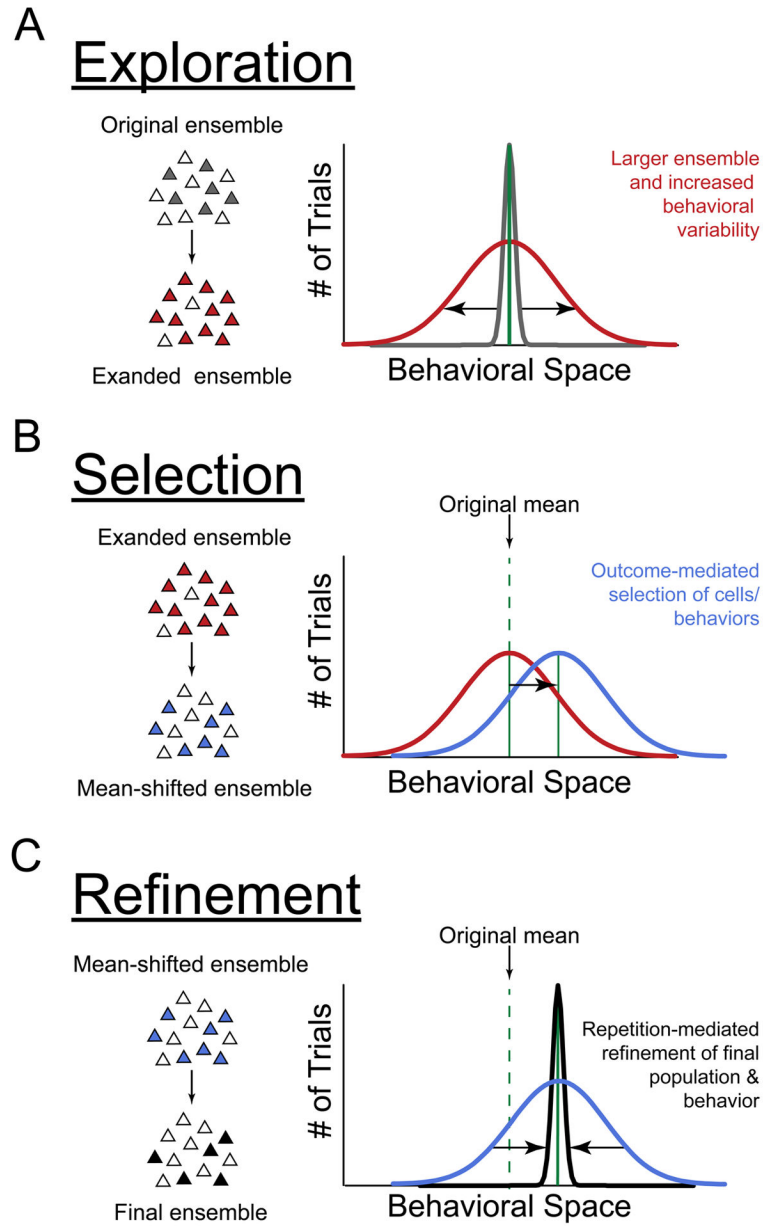 A
Exploration
Original ensemble
Exanded  ensemble
# of Trials
Behavioral Space
Larger ensemble
and increased
behavioral
variability
B
Selection
Exanded ensemble
Mean-shifted ensemble
Original mean
# of Trials
Behavioral Space
Outcome-mediated
selection of cells/
behaviors
C
Refinement
Mean-shifted ensemble
Final ensemble
Original mean
# of Trials
Behavioral Space
Repetition-mediated
refinement of final
population &
behavior